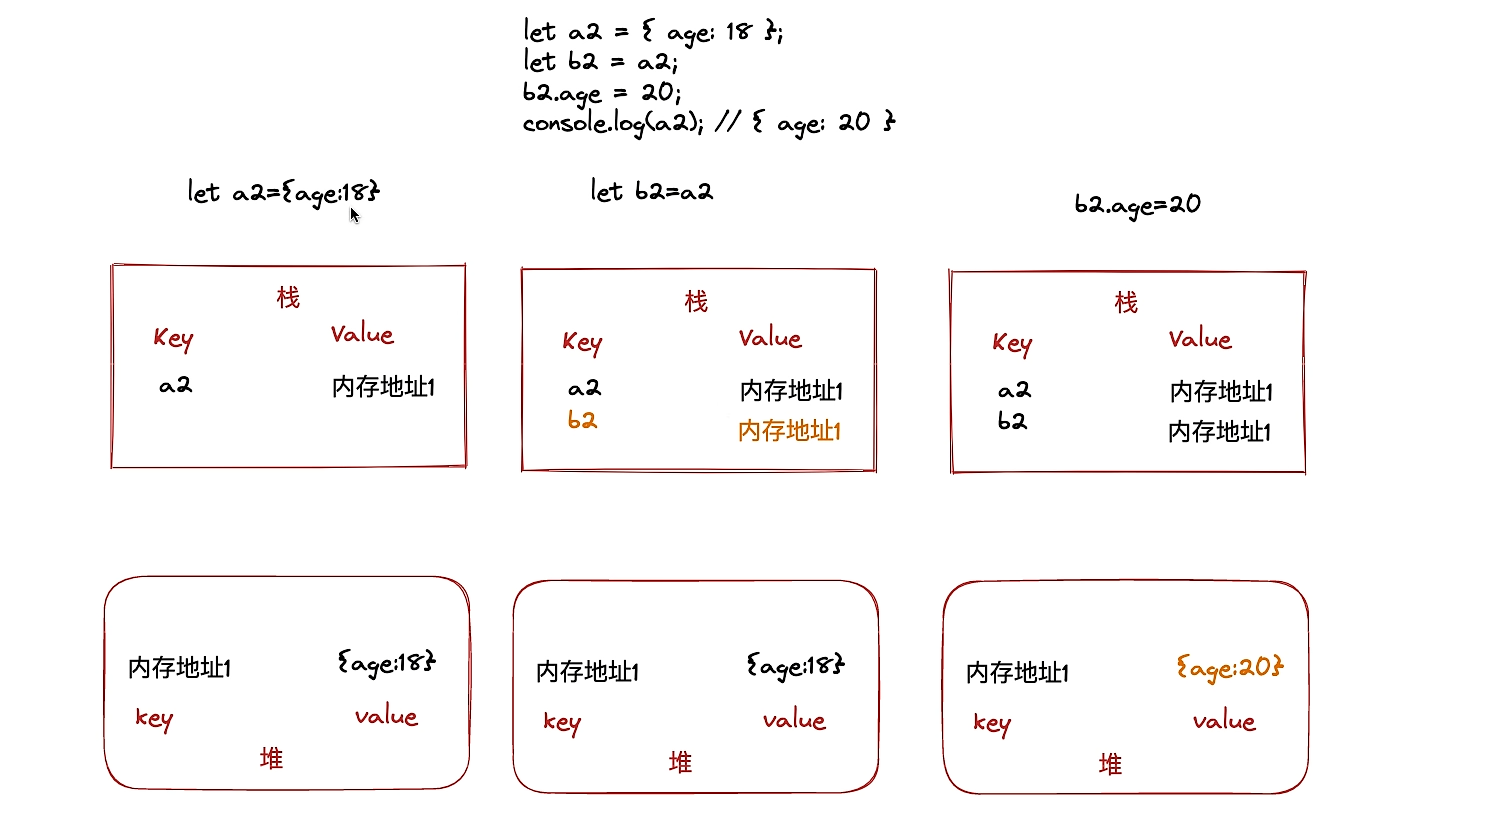 let a2 = { age: 18 };
let b2 = a2;
b2.age = 20;
console.log(a2); // { age: 20 }
let a2={age:18}
栈
Key Value
a2 内存地址1
内存地址1 {age:18}
key value
堆
let b2=a2
栈
Key Value
a2 内存地址1
b2 内存地址1
内存地址1 {age:18}
key value
堆
b2.age=20
栈
Key Value
a2 内存地址1
b2 内存地址1
内存地址1 {age:20}
key value
堆